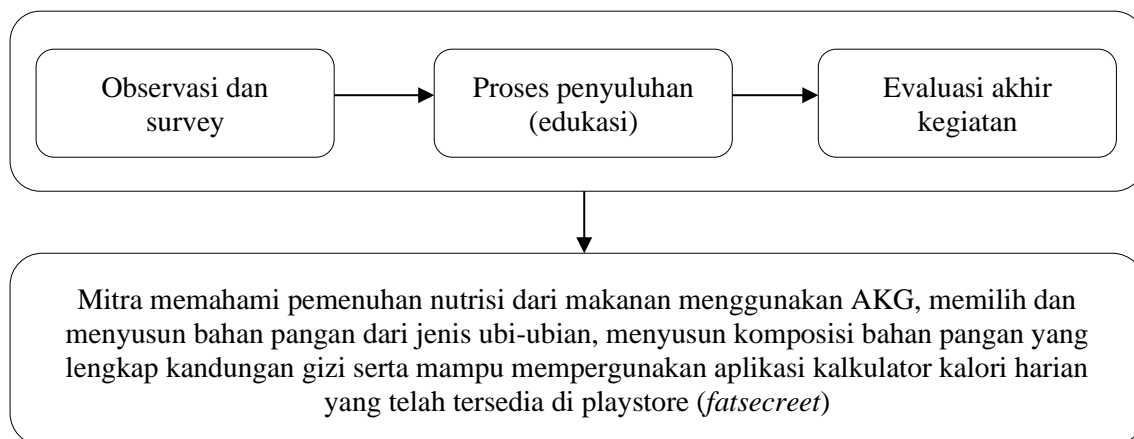 Observasi dan
survey
Proses penyuluhan
(edukasi)
Evaluasi akhir
kegiatan
Mitra memahami pemenuhan nutrisi dari makanan menggunakan AKG, memilih dan
menyusun bahan pangan dari jenis ubi-ubian, menyusun komposisi bahan pangan yang
lengkap kandungan gizi serta mampu mempergunakan aplikasi kalkulator kalori harian
yang telah tersedia di playstore (fatsecreet)